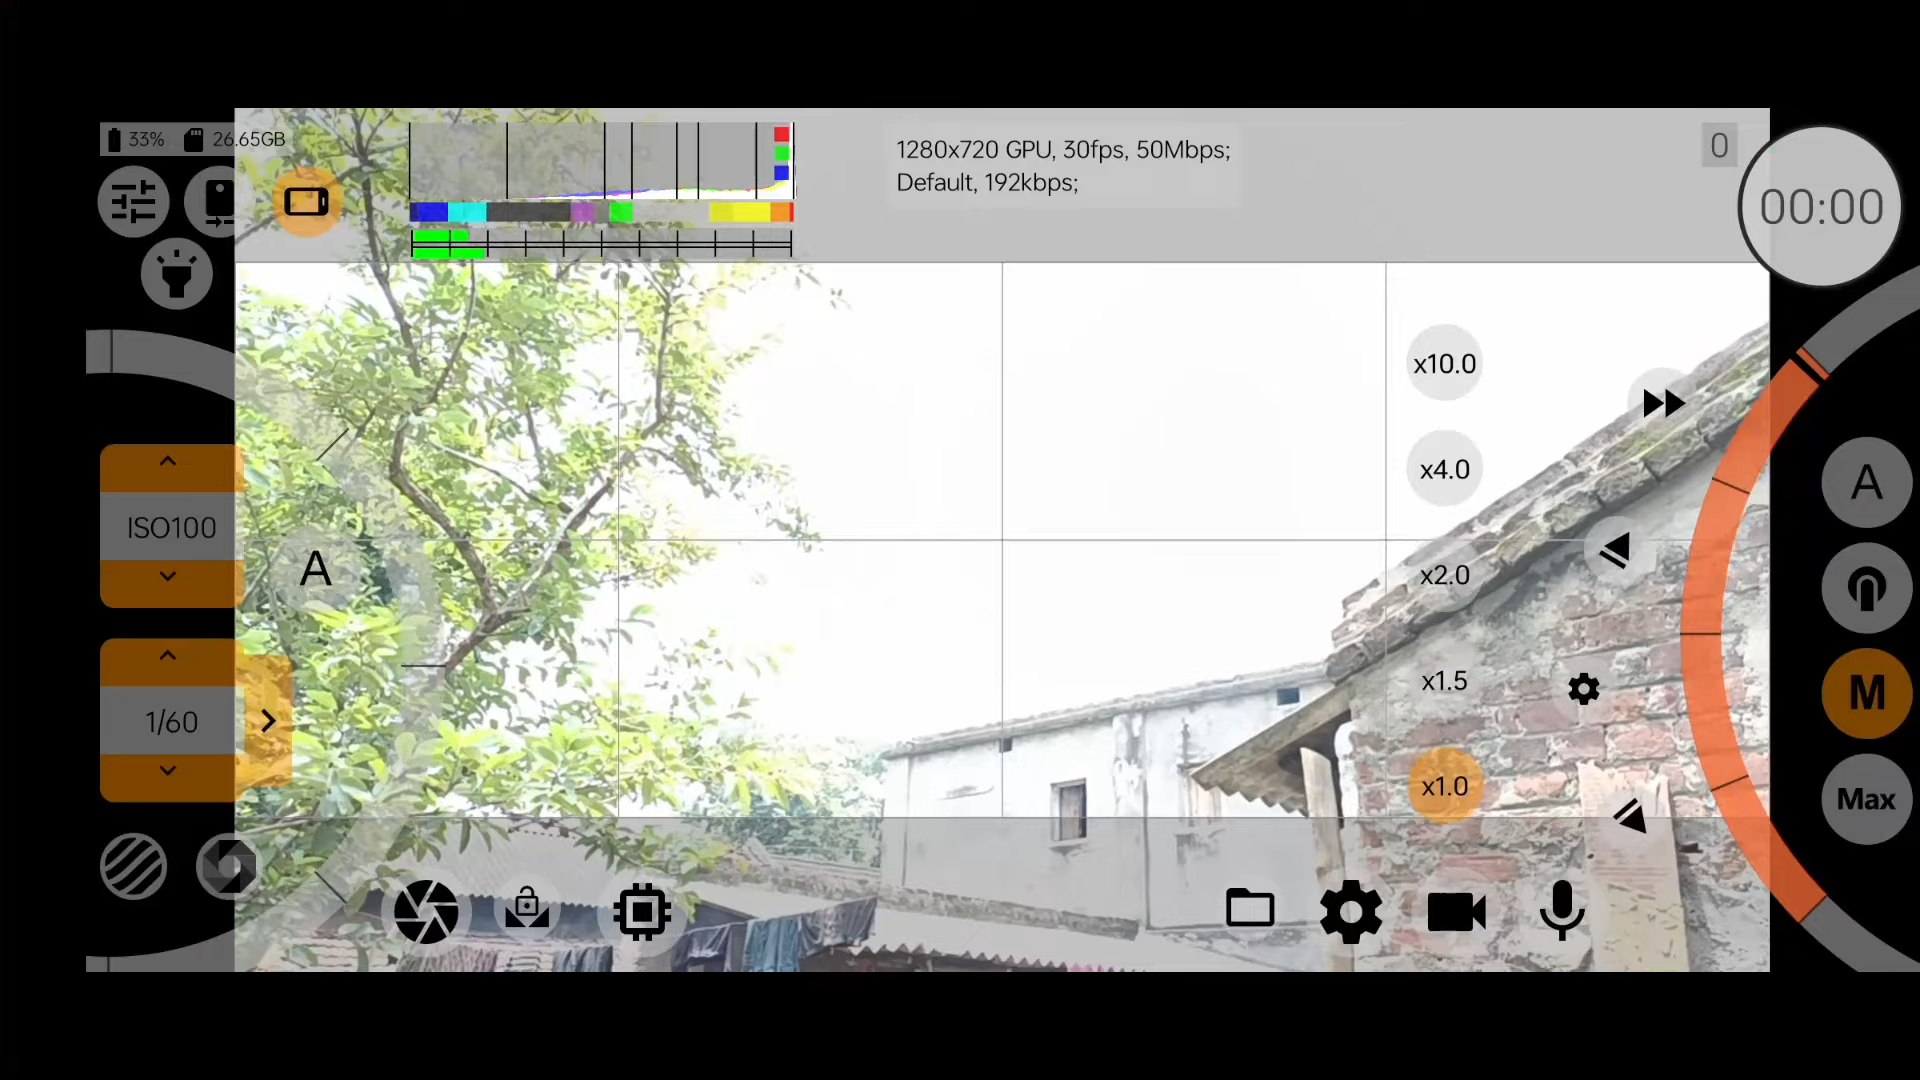 33% 26.65GB
1280x720 GPU, 30fps, 50Mbps;
Default, 192kbps;
0
00:00
x10.0
x4.0
A
ISO100
A
x2.0
x1.5
M
1/60
x1.0
Max